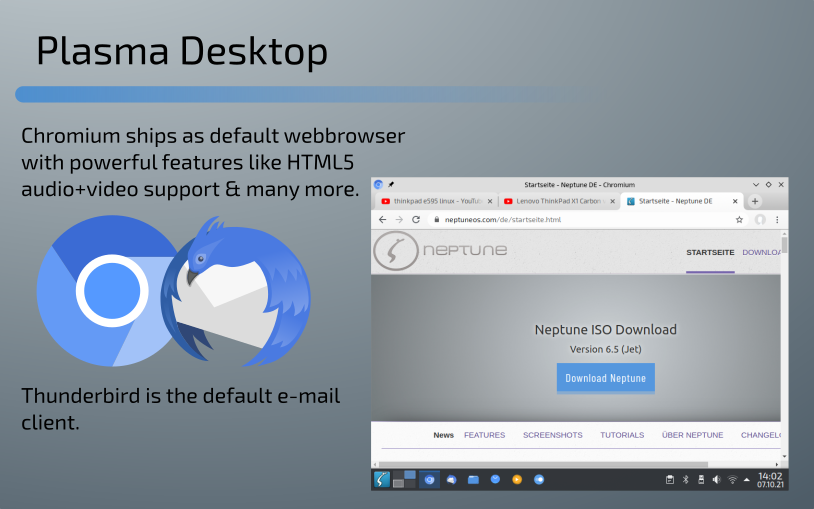 Plasma Desktop
Chromium ships as default webbrowser
with powerful features like HTML5
audio+video support & many more.
Startseite - Neptune DE - Chromium
thinkpad e595 linux - YouTub
Lenovo ThinkPad X1 Carbon
Startseite - Neptune DE
neptuneos.com/de/startseite.html
NEPTUNE
STARTSEITE DOWNLOA
Neptune ISO Download
Version 6.5 (Jet)
Download Neptune
News FEATURES SCREENSHOTS TUTORIALS ÜBER NEPTUNE CHANGELO
14:02
07.10.21
Thunderbird is the default e-mail
client.